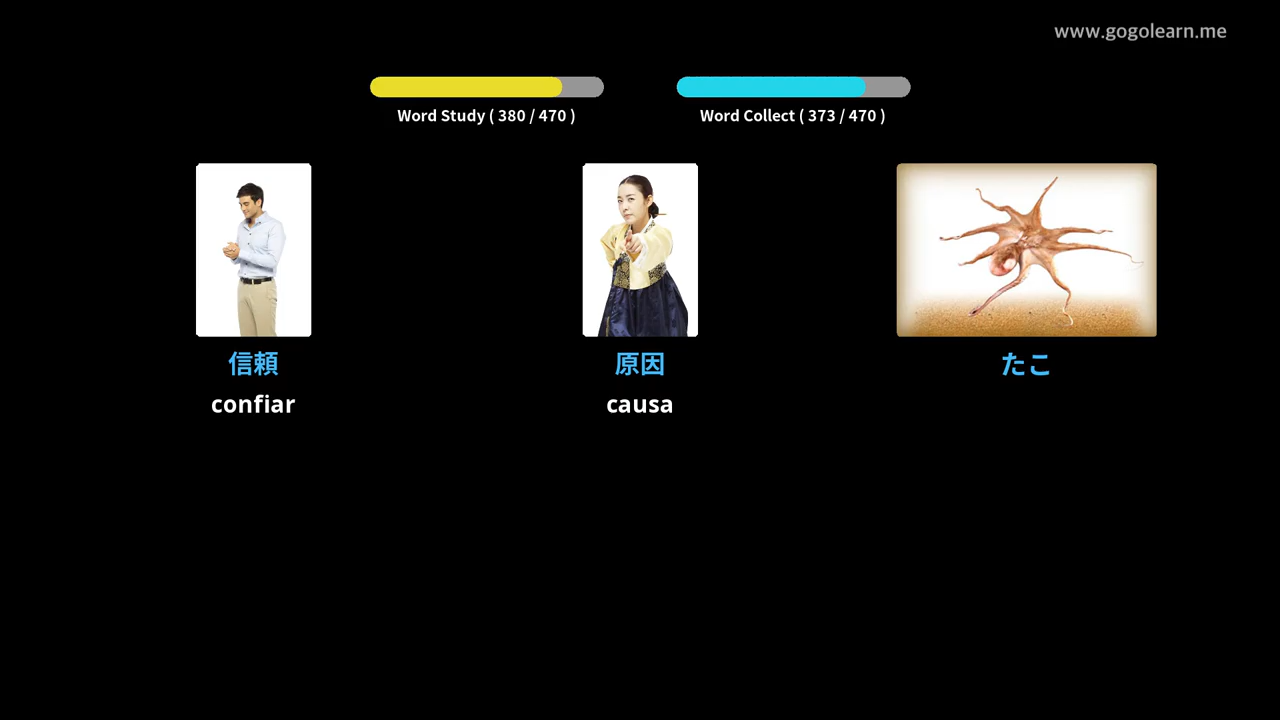 www.gogolearn.me
Word Study ( 380 / 470 )
Word Collect ( 373 / 470 )
信頼
原因
たこ
confiar
causa